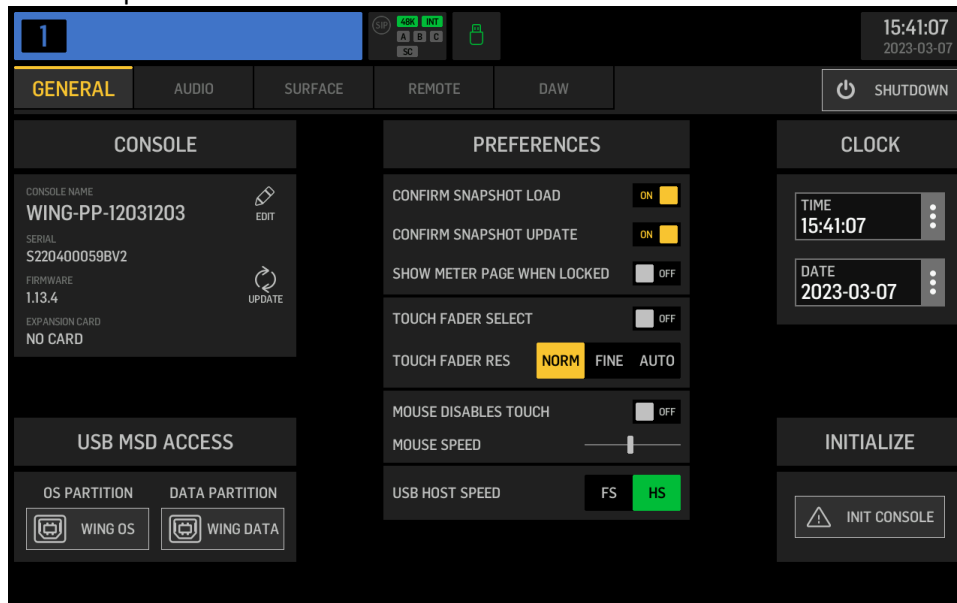 1
SIP
48K INT
A B C
SC
15:41:07
2023-03-07
GENERAL AUDIO SURFACE REMOTE DAW
SHUTDOWN
CONSOLE
CONSOLE NAME
WING-PP-12031203
EDIT
SERIAL
S220400059BV2
FIRMWARE
1.13.4
UPDATE
EXPANSION CARD
NO CARD
USB MSD ACCESS
OS PARTITION DATA PARTITION
WING OS WING DATA
PREFERENCES
CONFIRM SNAPSHOT LOAD ON
CONFIRM SNAPSHOT UPDATE ON
SHOW METER PAGE WHEN LOCKED OFF
TOUCH FADER SELECT OFF
TOUCH FADER RES NORM FINE AUTO
MOUSE DISABLES TOUCH OFF
MOUSE SPEED
USB HOST SPEED FS HS
CLOCK
TIME
15:41:07
DATE
2023-03-07
INITIALIZE
INIT CONSOLE